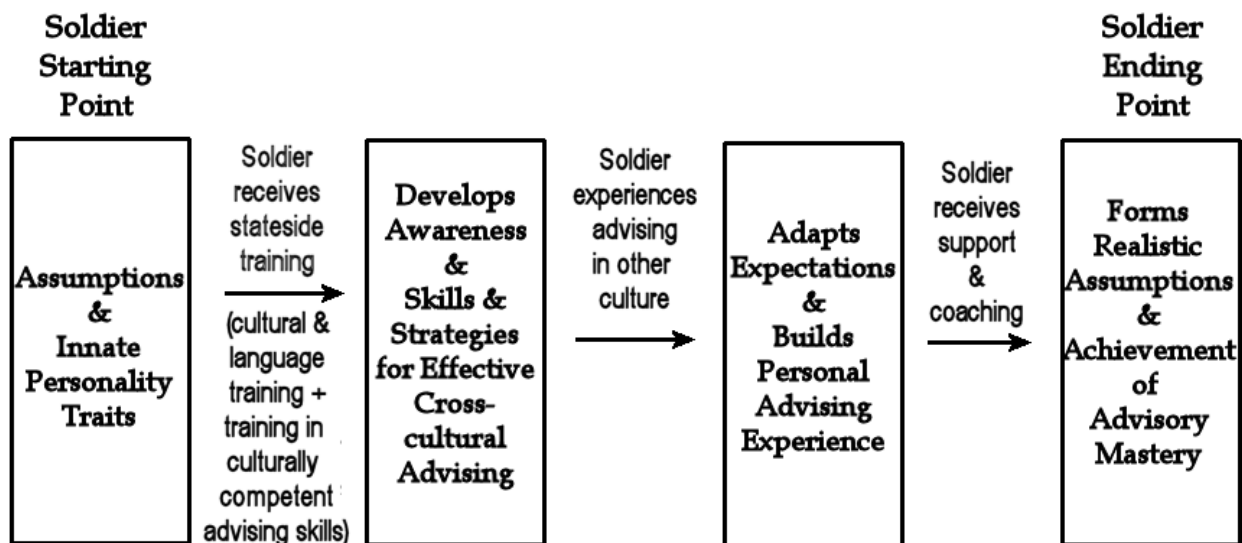 Soldier
Starting
Point
Assumptions
&
Innate
Personality
Traits
Soldier
receives
stateside
training
(cultural &
language
training +
training in
culturally
competent
advising skills)
Develops
Awareness
&
Skills &
Strategies
for Effective
Cross-
cultural
Advising
Soldier
experiences
advising
in other
culture
Adapts
Expectations
&
Builds
Personal
Advising
Experience
Soldier
receives
support
&
coaching
Soldier
Ending
Point
Forms
Realistic
Assumptions
&
Achievement
of
Advisory
Mastery